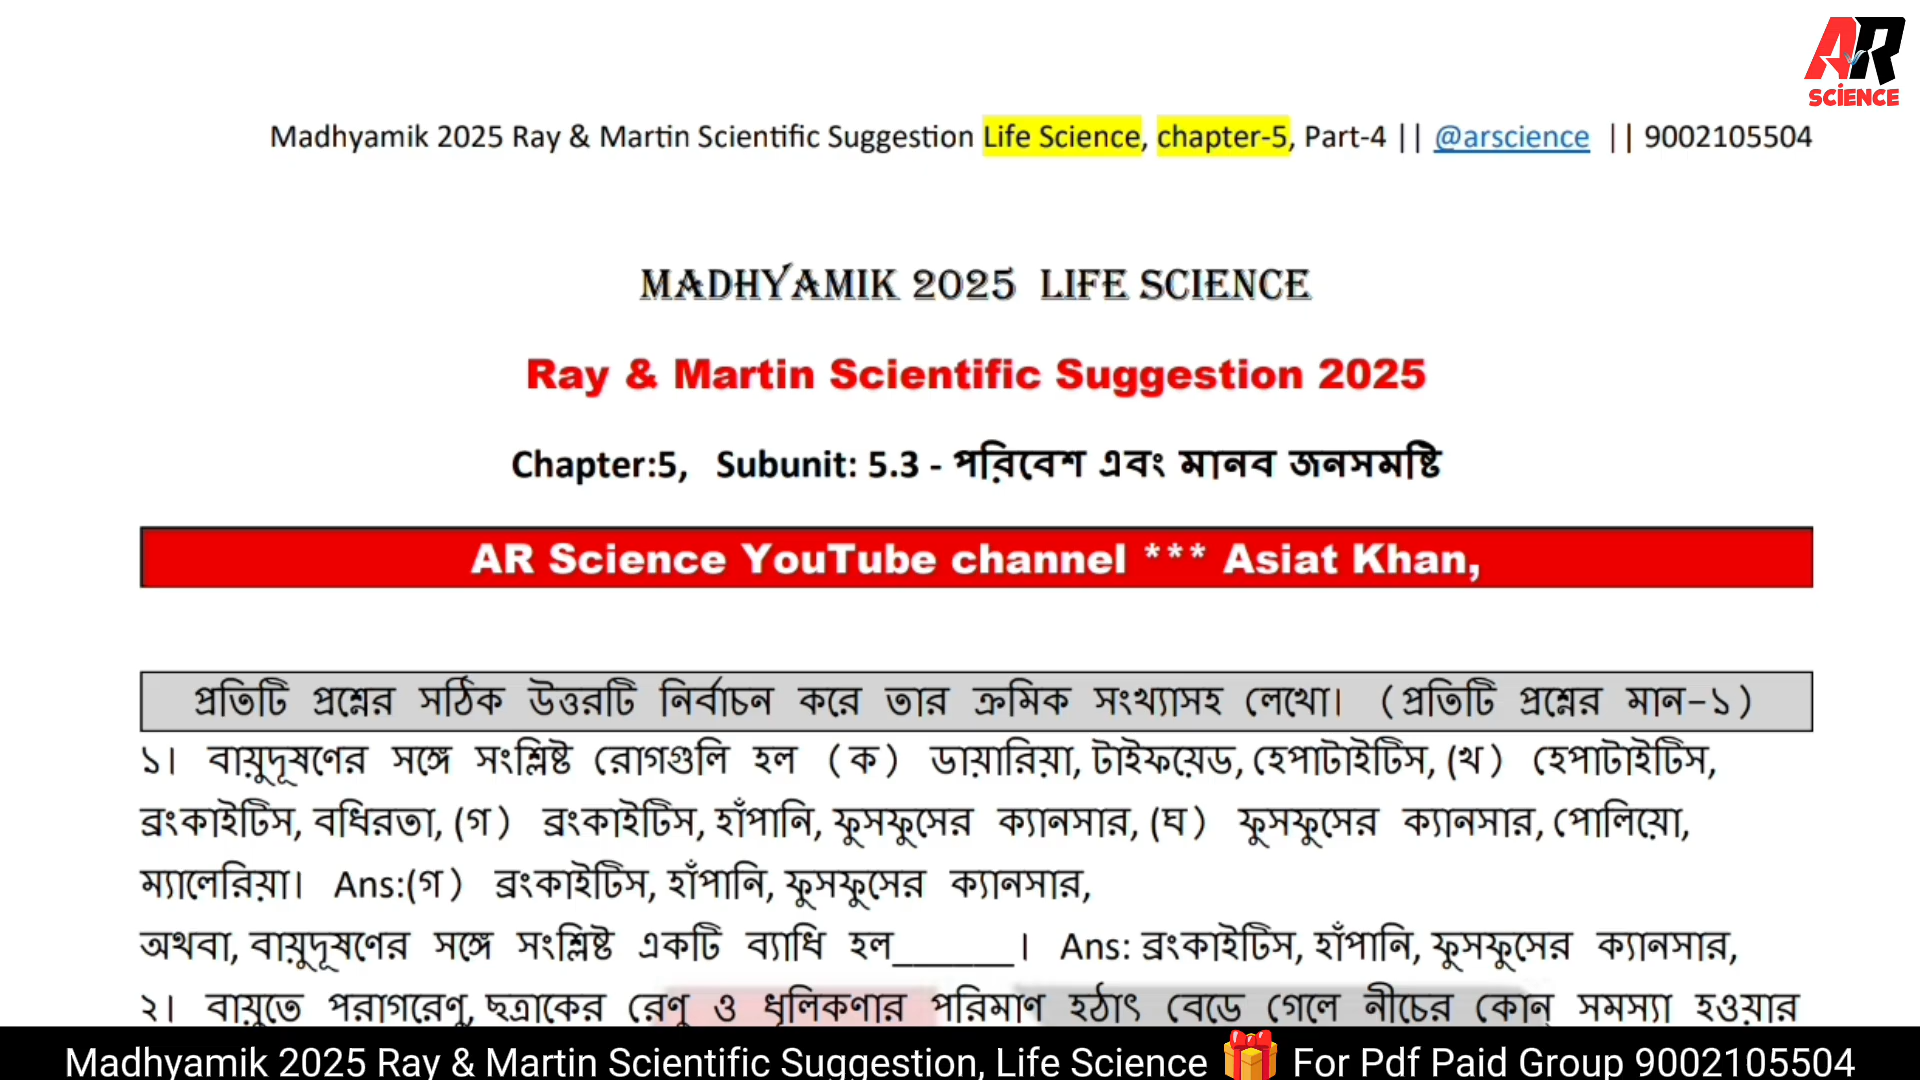 AR
SCIENCE
Madhyamik 2025 Ray & Martin Scientific Suggestion Life Science, chapter-5, Part-4 || @arscience || 9002105504
MADHYAMIK 2025 LIFE SCIENCE
Ray & Martin Scientific Suggestion 2025
Chapter:5, Subunit: 5.3 - পরিবেশ এবং মানব জনসমষ্টি
AR Science YouTube channel *** Asiat Khan,
প্রতিটি প্রশ্নের সঠিক উত্তরটি নির্বাচন করে তার ক্রমিক সংখ্যাসহ লেখো। (প্রতিটি প্রশ্নের মান-১)
১। বায়ুদূষণের সঙ্গে সংশ্লিষ্ট রোগগুলি হল (ক) ডায়ারিয়া, টাইফয়েড, হেপাটাইটিস, (খ) হেপাটাইটিস,
ব্রংকাইটিস, বধিরতা, (গ) ব্রংকাইটিস, হাঁপানি, ফুসফুসের ক্যানসার, (ঘ) ফুসফুসের ক্যানসার, পোলিয়ো,
ম্যালেরিয়া। Ans:(গ) ব্রংকাইটিস, হাঁপানি, ফুসফুসের ক্যানসার,
অথবা, বায়ুদূষণের সঙ্গে সংশ্লিষ্ট একটি ব্যাধি হল______। Ans: ব্রংকাইটিস, হাঁপানি, ফুসফুসের ক্যানসার,
২। বায়ুতে পরাগরেণু, ছত্রাকের রেণু ও ধূলিকণার পরিমাণ হঠাৎ বেড়ে গেলে নীচের কোন্ সমস্যা হওয়ার
Madhyamik 2025 Ray & Martin Scientific Suggestion, Life Science 🎁 For Pdf Paid Group 9002105504